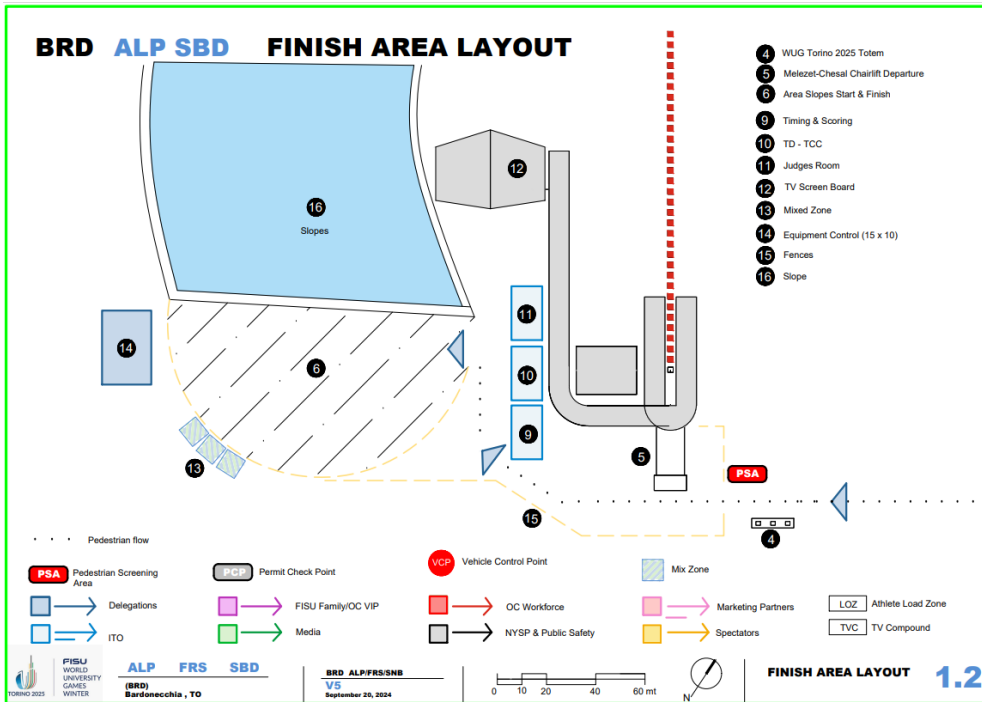 BRD ALP SBD FINISH AREA LAYOUT
4 WUG Torino 2025 Totem
5 Melezet-Chesal Chairlift Departure
6 Area Slopes Start & Finish
9 Timing & Scoring
10 TD - TCC
11 Judges Room
12 TV Screen Board
13 Mixed Zone
14 Equipment Control (15 x 10)
15 Fences
16 Slope
12
16
Slopes
11
14
6
10
9
13
5
PSA
15
4
Pedestrian flow
PSA Pedestrian Screening
Area
PCP Permit Check Point
VCP Vehicle Control Point
Mix Zone
Delegations
FISU Family/OC VIP
OC Workforce
Marketing Partners
LOZ Athlete Load Zone
ITO
Media
NYSP & Public Safety
Spectators
TVC TV Compound
TORINO 2025
FISU
WORLD
UNIVERSITY
GAMES
WINTER
ALP FRS SBD
(BRD)
Bardonecchia , TO
BRD ALP/FRS/SNB
V5
September 20, 2024
0 10 20 40 60 mt
N
FINISH AREA LAYOUT 1.2